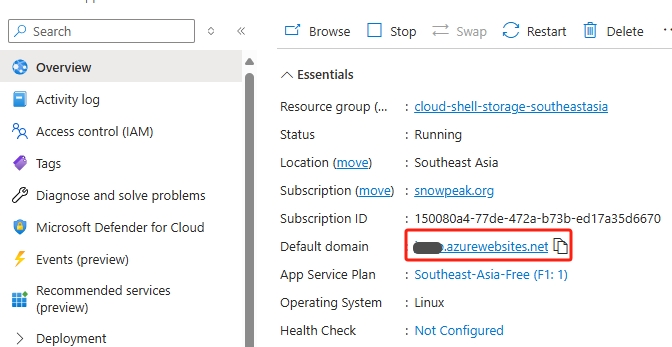 Search
Overview
Activity log
Access control (IAM)
Tags
Diagnose and solve problems
Microsoft Defender for Cloud
Events (preview)
Recommended services
(preview)
Deployment
Browse Stop Swap Restart Delete
Essentials
Resource group (... : cloud-shell-storage-southeastasia
Status : Running
Location (move) : Southeast Asia
Subscription (move) : snowpeak.org
Subscription ID : 150080a4-77de-472a-b73b-ed17a35d6670
Default domain : .azurewebsites.net
App Service Plan : Southeast-Asia-Free (F1: 1)
Operating System : Linux
Health Check : Not Configured